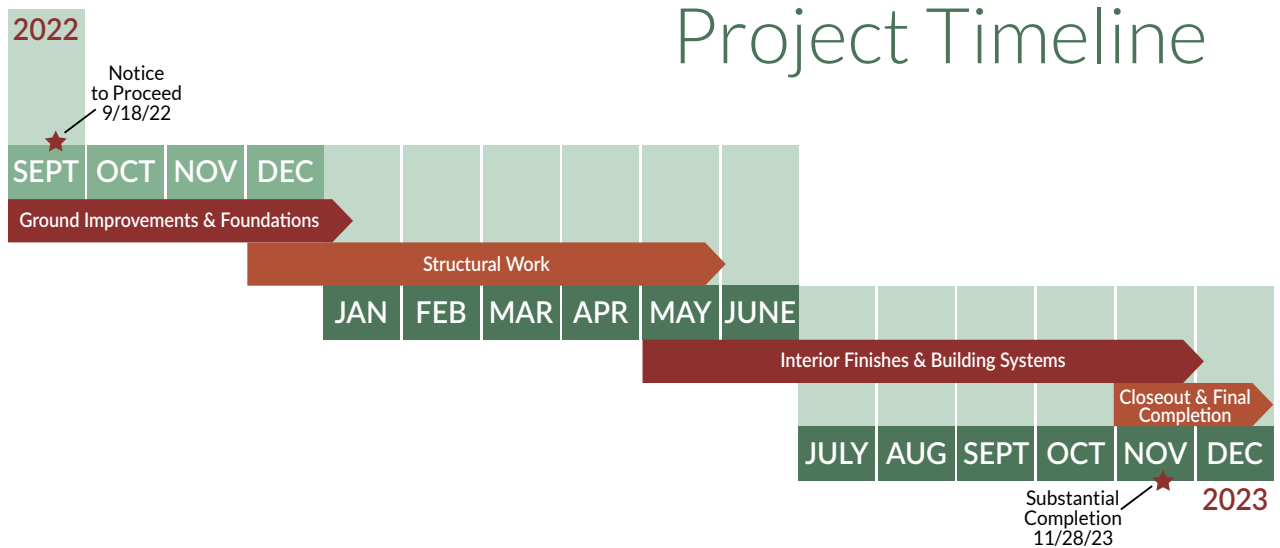 Project Timeline
2022
Notice
to Proceed
9/18/22
SEPT OCT NOV DEC
Ground Improvements & Foundations
Structural Work
JAN FEB MAR APR MAY JUNE
Interior Finishes & Building Systems
Closeout & Final
Completion
JULY AUG SEPT OCT NOV DEC
Substantial
Completion
11/28/23
2023